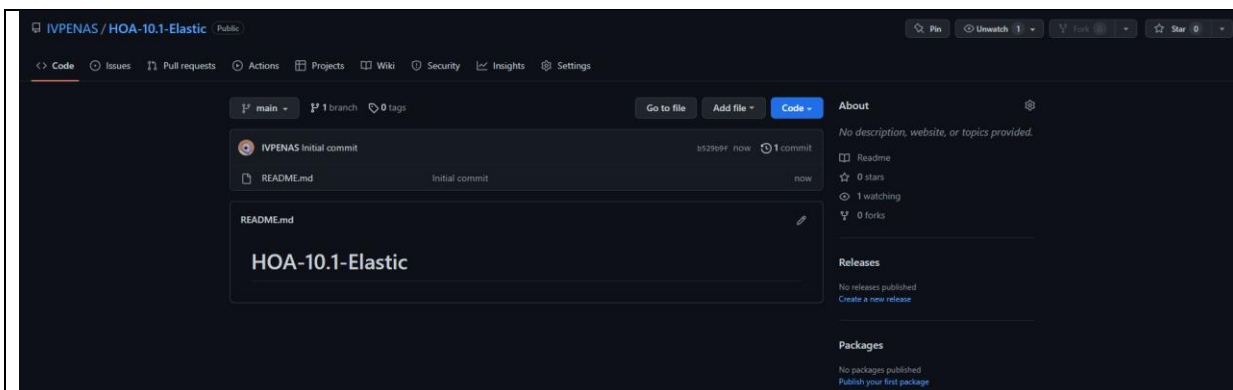 IVPENAS / HOA-10.1-Elastic Public
Pin Unwatch 1 Fork Star 0
Code Issues Pull requests Actions Projects Wiki Security Insights Settings
main 1 branch 0 tags Go to file Add file Code
IVPENAS Initial commit b529b9f now 1 commit
README.md Initial commit now
README.md
HOA-10.1-Elastic
About
No description, website, or topics provided.
Readme
0 stars
1 watching
0 forks
Releases
No releases published
Create a new release
Packages
No packages published
Publish your first package